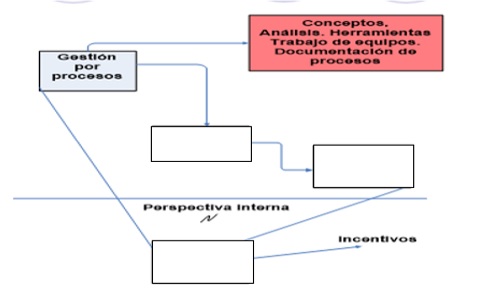 Conceptos,
Análisis. Herramientas
Trabajo de equipos.
Documentación de
procesos
Gestión
por
procesos
Perspectiva Interna
Incentivos